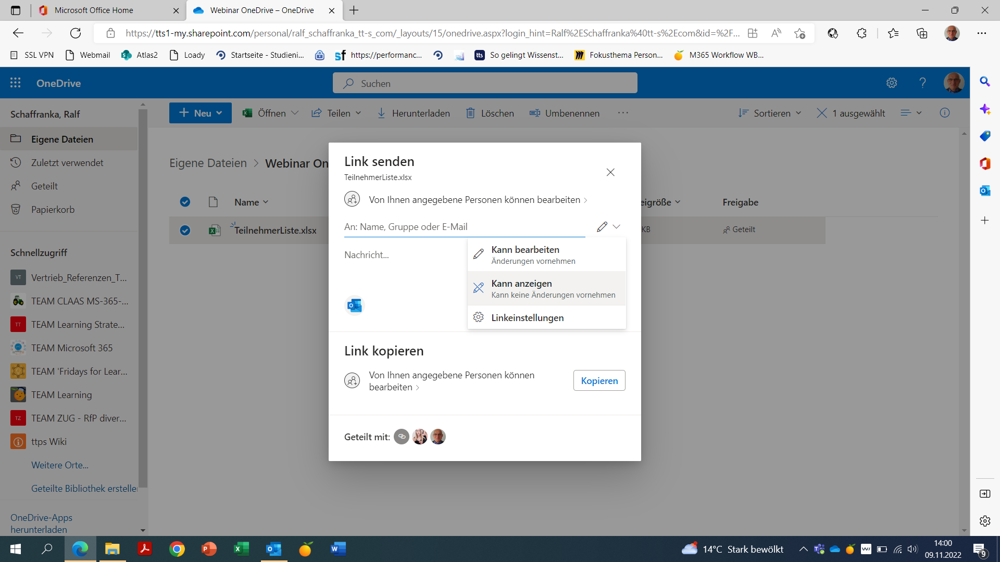 Microsoft Office Home
Webinar OneDrive – OneDrive
https://tts1-my.sharepoint.com/personal/ralf_schaffranka_tt-s_com/_layouts/15/onedrive.aspx?login_hint=Ralf%2ESchaffranka%40tt-s%2Ecom&id=%2F...
SSL VPN
Webmail
Atlas2
Loady
Startseite - Studieni...
https://performanc...
tts
So gelingt Wissenst...
Fokusthema Person...
M365 Workflow WB...
OneDrive
Suchen
Schaffranka, Ralf
Neu
Öffnen
Teilen
Herunterladen
Löschen
Umbenennen
Sortieren
1 ausgewählt
Eigene Dateien
Zuletzt verwendet
Geteilt
Papierkorb
Schnellzugriff
VT Vertrieb_Referenzen_T...
TEAM CLAAS MS-365-...
TT TEAM Learning Strate...
TEAM Microsoft 365
TEAM 'Fridays for Lear...
TEAM Learning
TZ TEAM ZUG - RfP diver...
ttps Wiki
Weitere Orte...
Geteilte Bibliothek erstellen
OneDrive-Apps
herunterladen
Eigene Dateien > Webinar On
Name
eigröße
Freigabe
TeilnehmerListe.xlsx
KB
Geteilt
Link senden
TeilnehmerListe.xlsx
Von Ihnen angegebene Personen können bearbeiten >
An: Name, Gruppe oder E-Mail
Nachricht...
Kann bearbeiten
Änderungen vornehmen
Kann anzeigen
Kann keine Änderungen vornehmen
Linkeinstellungen
Link kopieren
Von Ihnen angegebene Personen können
bearbeiten >
Kopieren
Geteilt mit:
14°C Stark bewölkt
14:00
09.11.2022
9